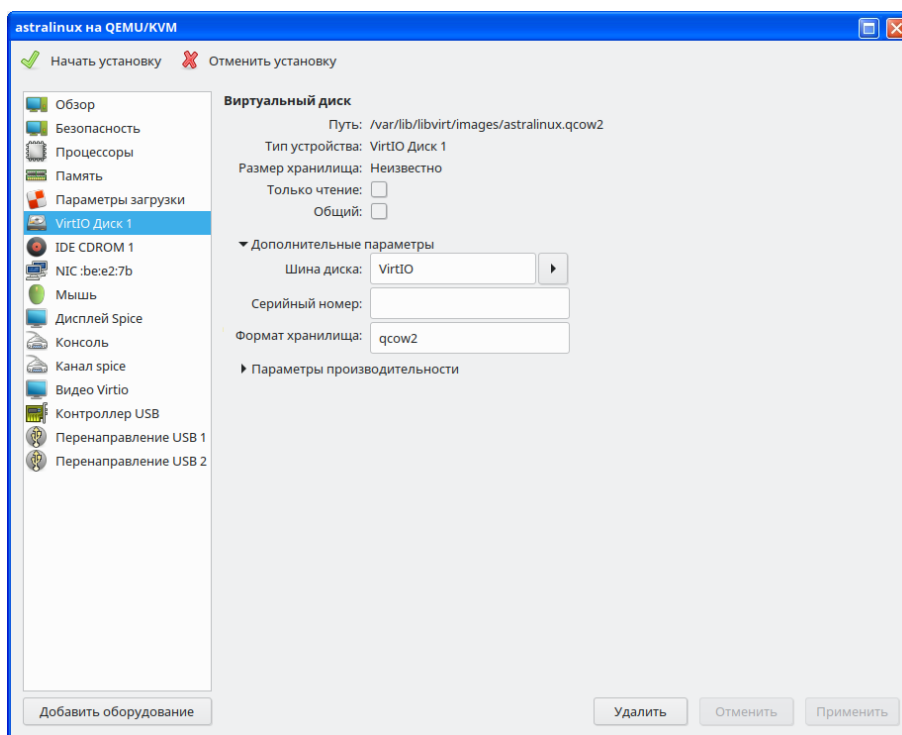 astralinux на QEMU/KVM
Начать установку Отменить установку
Обзор
Безопасность
Процессоры
Память
Параметры загрузки
VirtIO Диск 1
IDE CDROM 1
NIC :be:e2:7b
Мышь
Дисплей Spice
Консоль
Канал spice
Видео Virtio
Контроллер USB
Перенаправление USB 1
Перенаправление USB 2
Добавить оборудование
Виртуальный диск
Путь: /var/lib/libvirt/images/astralinux.qcow2
Тип устройства: VirtIO Диск 1
Размер хранилища: Неизвестно
Только чтение:
Общий:
Дополнительные параметры
Шина диска: VirtIO
Серийный номер:
Формат хранилища: qcow2
Параметры производительности
Удалить Отменить Применить